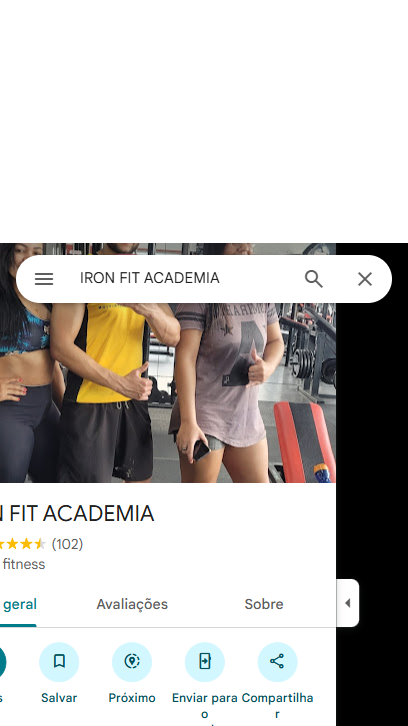 IRON FIT ACADEMIA
N FIT ACADEMIA
(102)
fitness
geral
Avaliações
Sobre
s
Salvar
Próximo
Enviar para o
Compartilhar